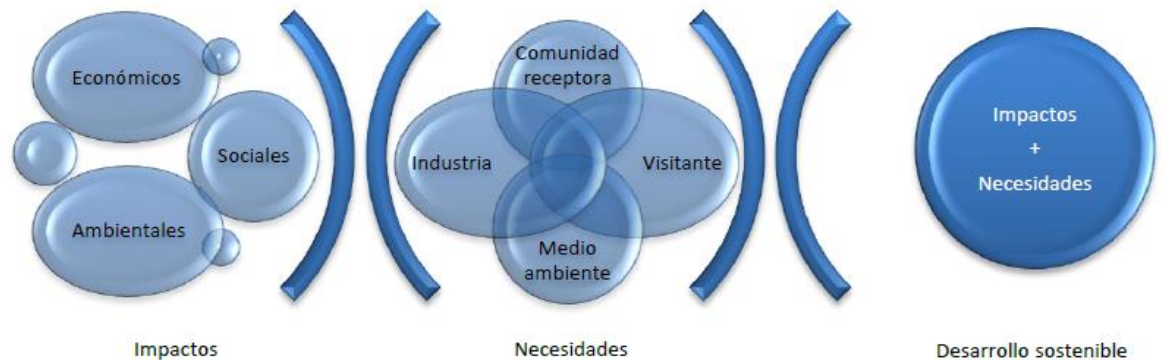 Económicos
Sociales
Ambientales
Impactos
Comunidad
receptora
Industria
Visitante
Medio
ambiente
Necesidades
Impactos
+
Necesidades
Desarrollo sostenible